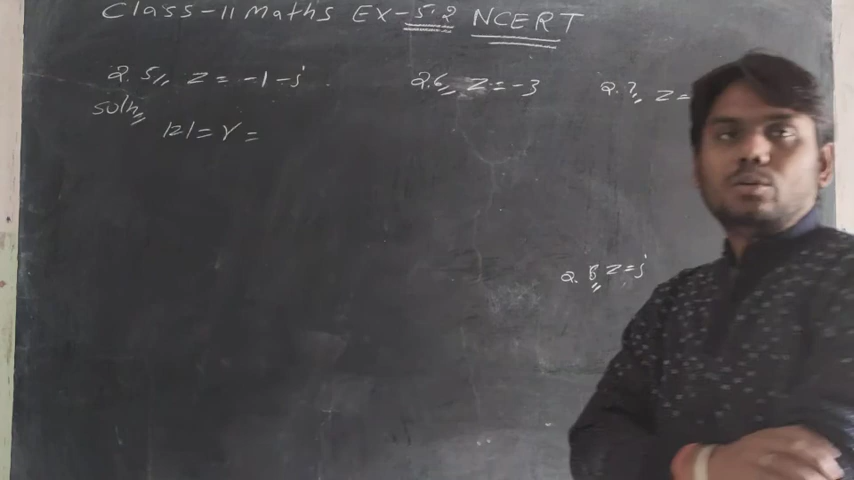 Class-11 Maths EX-5.2 NCERT
Q.5,, z = -1-i
soln,,
|z| = r =
Q.6,, z = -3
Q.7,, z =
Q.8,, z = i